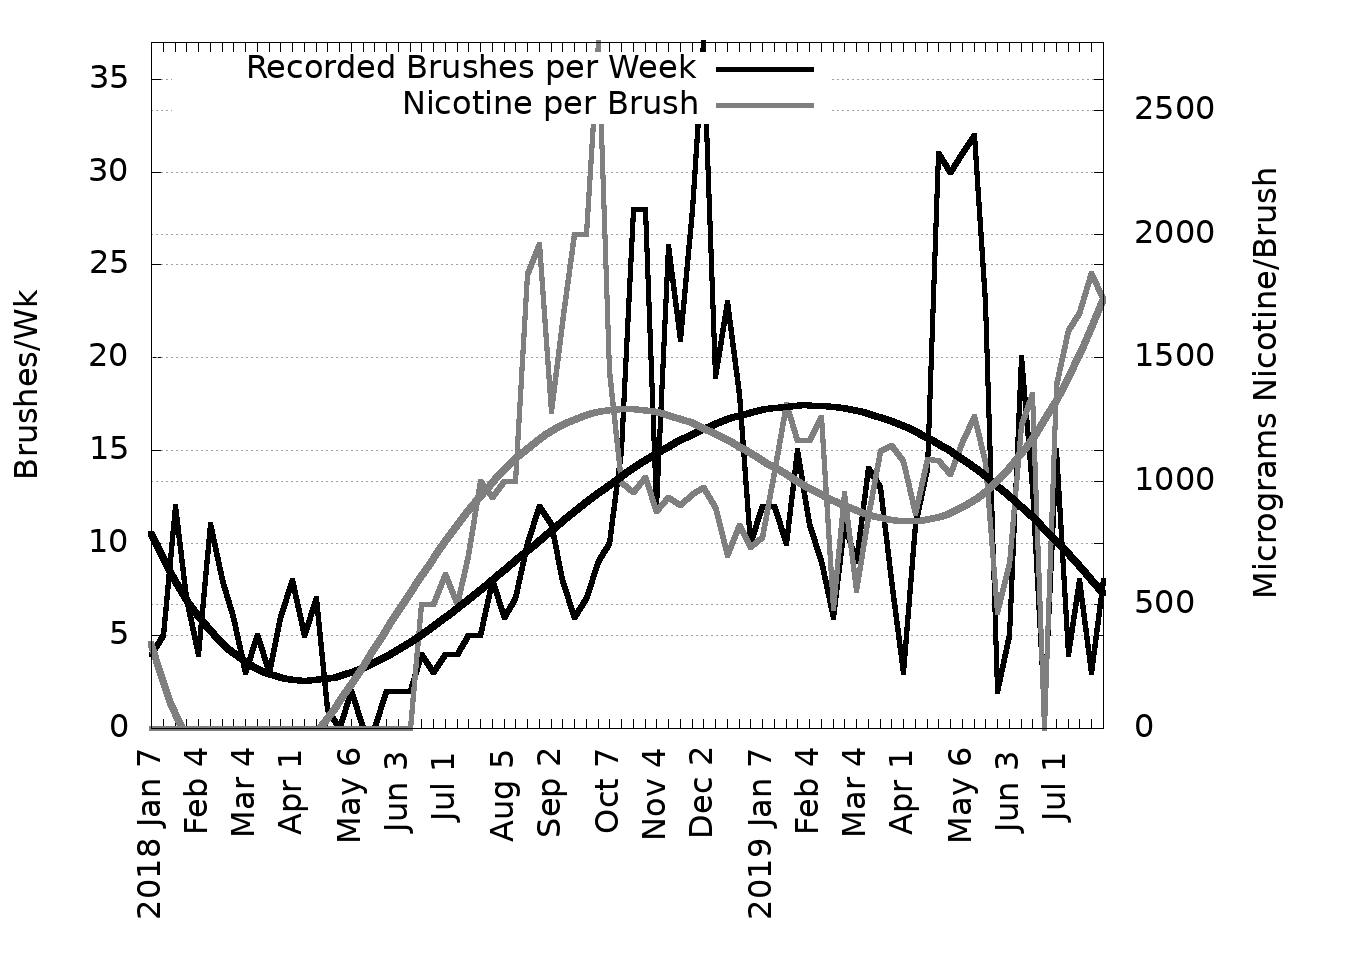 Recorded Brushes per Week
Nicotine per Brush
35
30
25
20
15
10
5
0
2500
2000
1500
1000
500
0
Brushes/Wk
Micrograms Nicotine/Brush
2018 Jan 7
Feb 4
Mar 4
Apr 1
May 6
Jun 3
Jul 1
Aug 5
Sep 2
Oct 7
Nov 4
Dec 2
2019 Jan 7
Feb 4
Mar 4
Apr 1
May 6
Jun 3
Jul 1